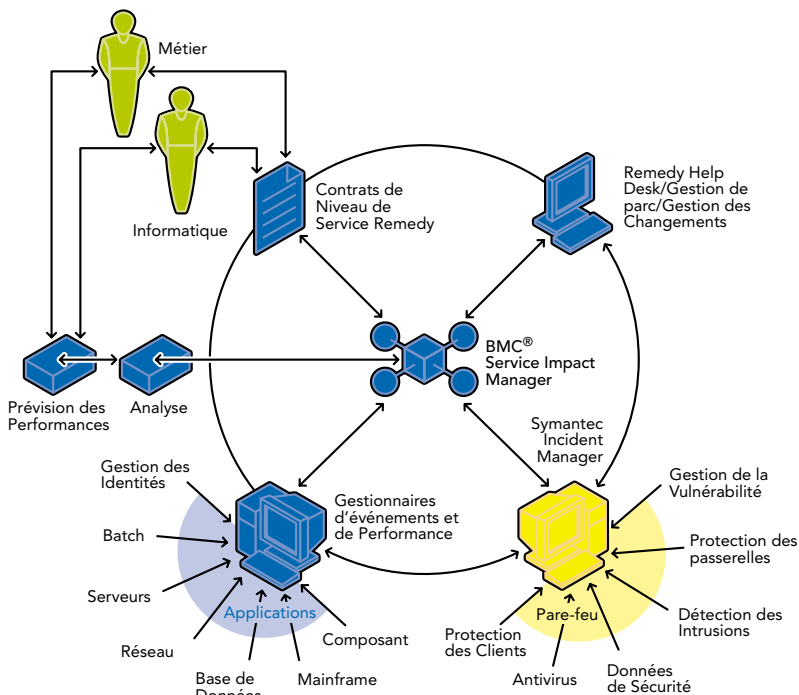 Métier
Informatique
Contrats de
Niveau de
Service Remedy
Remedy Help
Desk/Gestion de
parc/Gestion des
Changements
BMC®
Service Impact
Manager
Prévision des
Performances
Analyse
Symantec
Incident
Manager
Gestion des
Identités
Batch
Serveurs
Réseau
Base de
Données
Applications
Mainframe
Composant
Gestionnaires
d'événements et
de Performance
Gestion de la
Vulnérabilité
Protection des
passerelles
Détection des
Intrusions
Données
de Sécurité
Pare-feu
Antivirus
Protection
des Clients